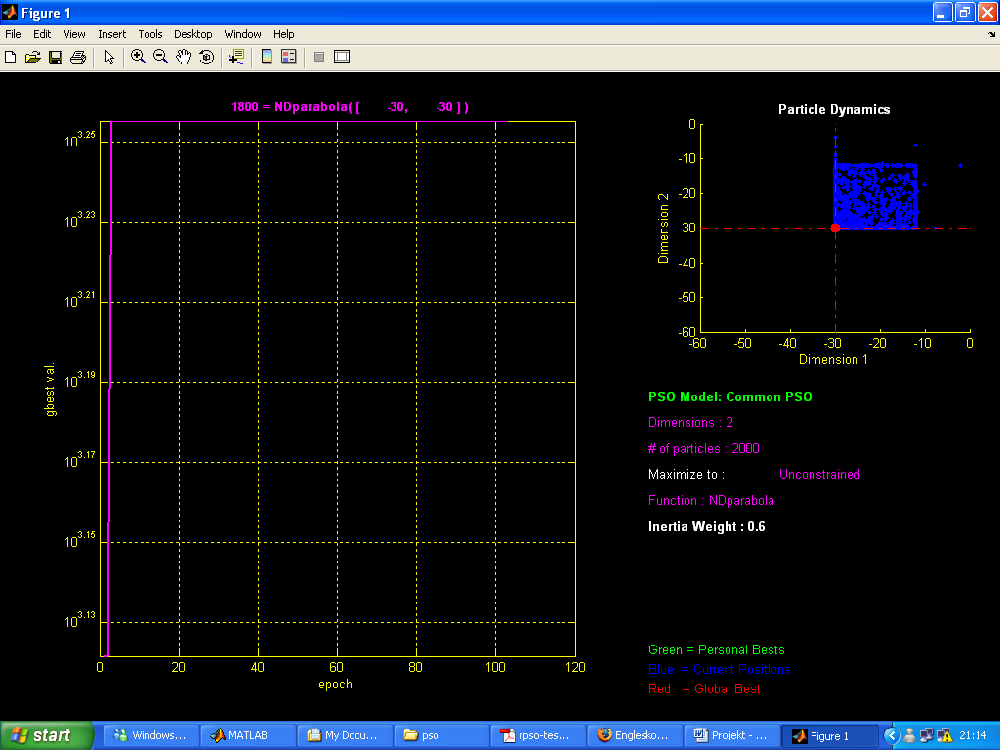 Figure 1
File Edit View Insert Tools Desktop Window Help
1800 = NDparabola( [ -30, -30 ] )
10^3.25
10^3.23
10^3.21
10^3.19
10^3.17
10^3.15
10^3.13
gbest val.
0 20 40 60 80 100 120
epoch
Particle Dynamics
0
-10
-20
-30
-40
-50
-60
Dimension 2
-60 -50 -40 -30 -20 -10 0
Dimension 1
PSO Model: Common PSO
Dimensions : 2
# of particles : 2000
Maximize to : Unconstrained
Function : NDparabola
Inertia Weight : 0.6
Green = Personal Bests
Blue = Current Positions
Red = Global Best
start Windows... MATLAB My Docu... pso rpso-tes... Englesko... Projekt - ... Figure 1 21:14